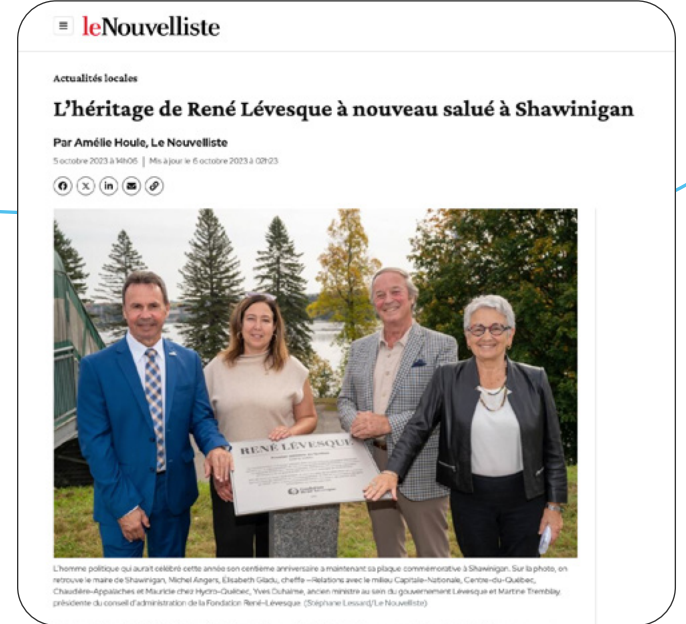 leNouvelliste
Actualités locales
L'héritage de René Lévesque à nouveau salué à Shawinigan
Par Amélie Houle, Le Nouvelliste
5 octobre 2023 à 14h06 | Mis à jour le 6 octobre 2023 à 02h23
RENÉ LÉVESQUE
L'homme politique qui aurait célébré cette année son centième anniversaire a maintenant sa plaque commémorative à Shawinigan. Sur la photo, on
retrouve le maire de Shawinigan, Michel Angers, Élisabeth Gladu, cheffe –Relations avec le milieu Capitale-Nationale, Centre-du-Québec,
Chaudière-Appalaches et Mauricie chez Hydro-Québec, Yves Duhaime, ancien ministre au sein du gouvernement Lévesque et Martine Tremblay,
présidente du conseil d'administration de la Fondation René-Lévesque. (Stéphane Lessard/Le Nouvelliste)